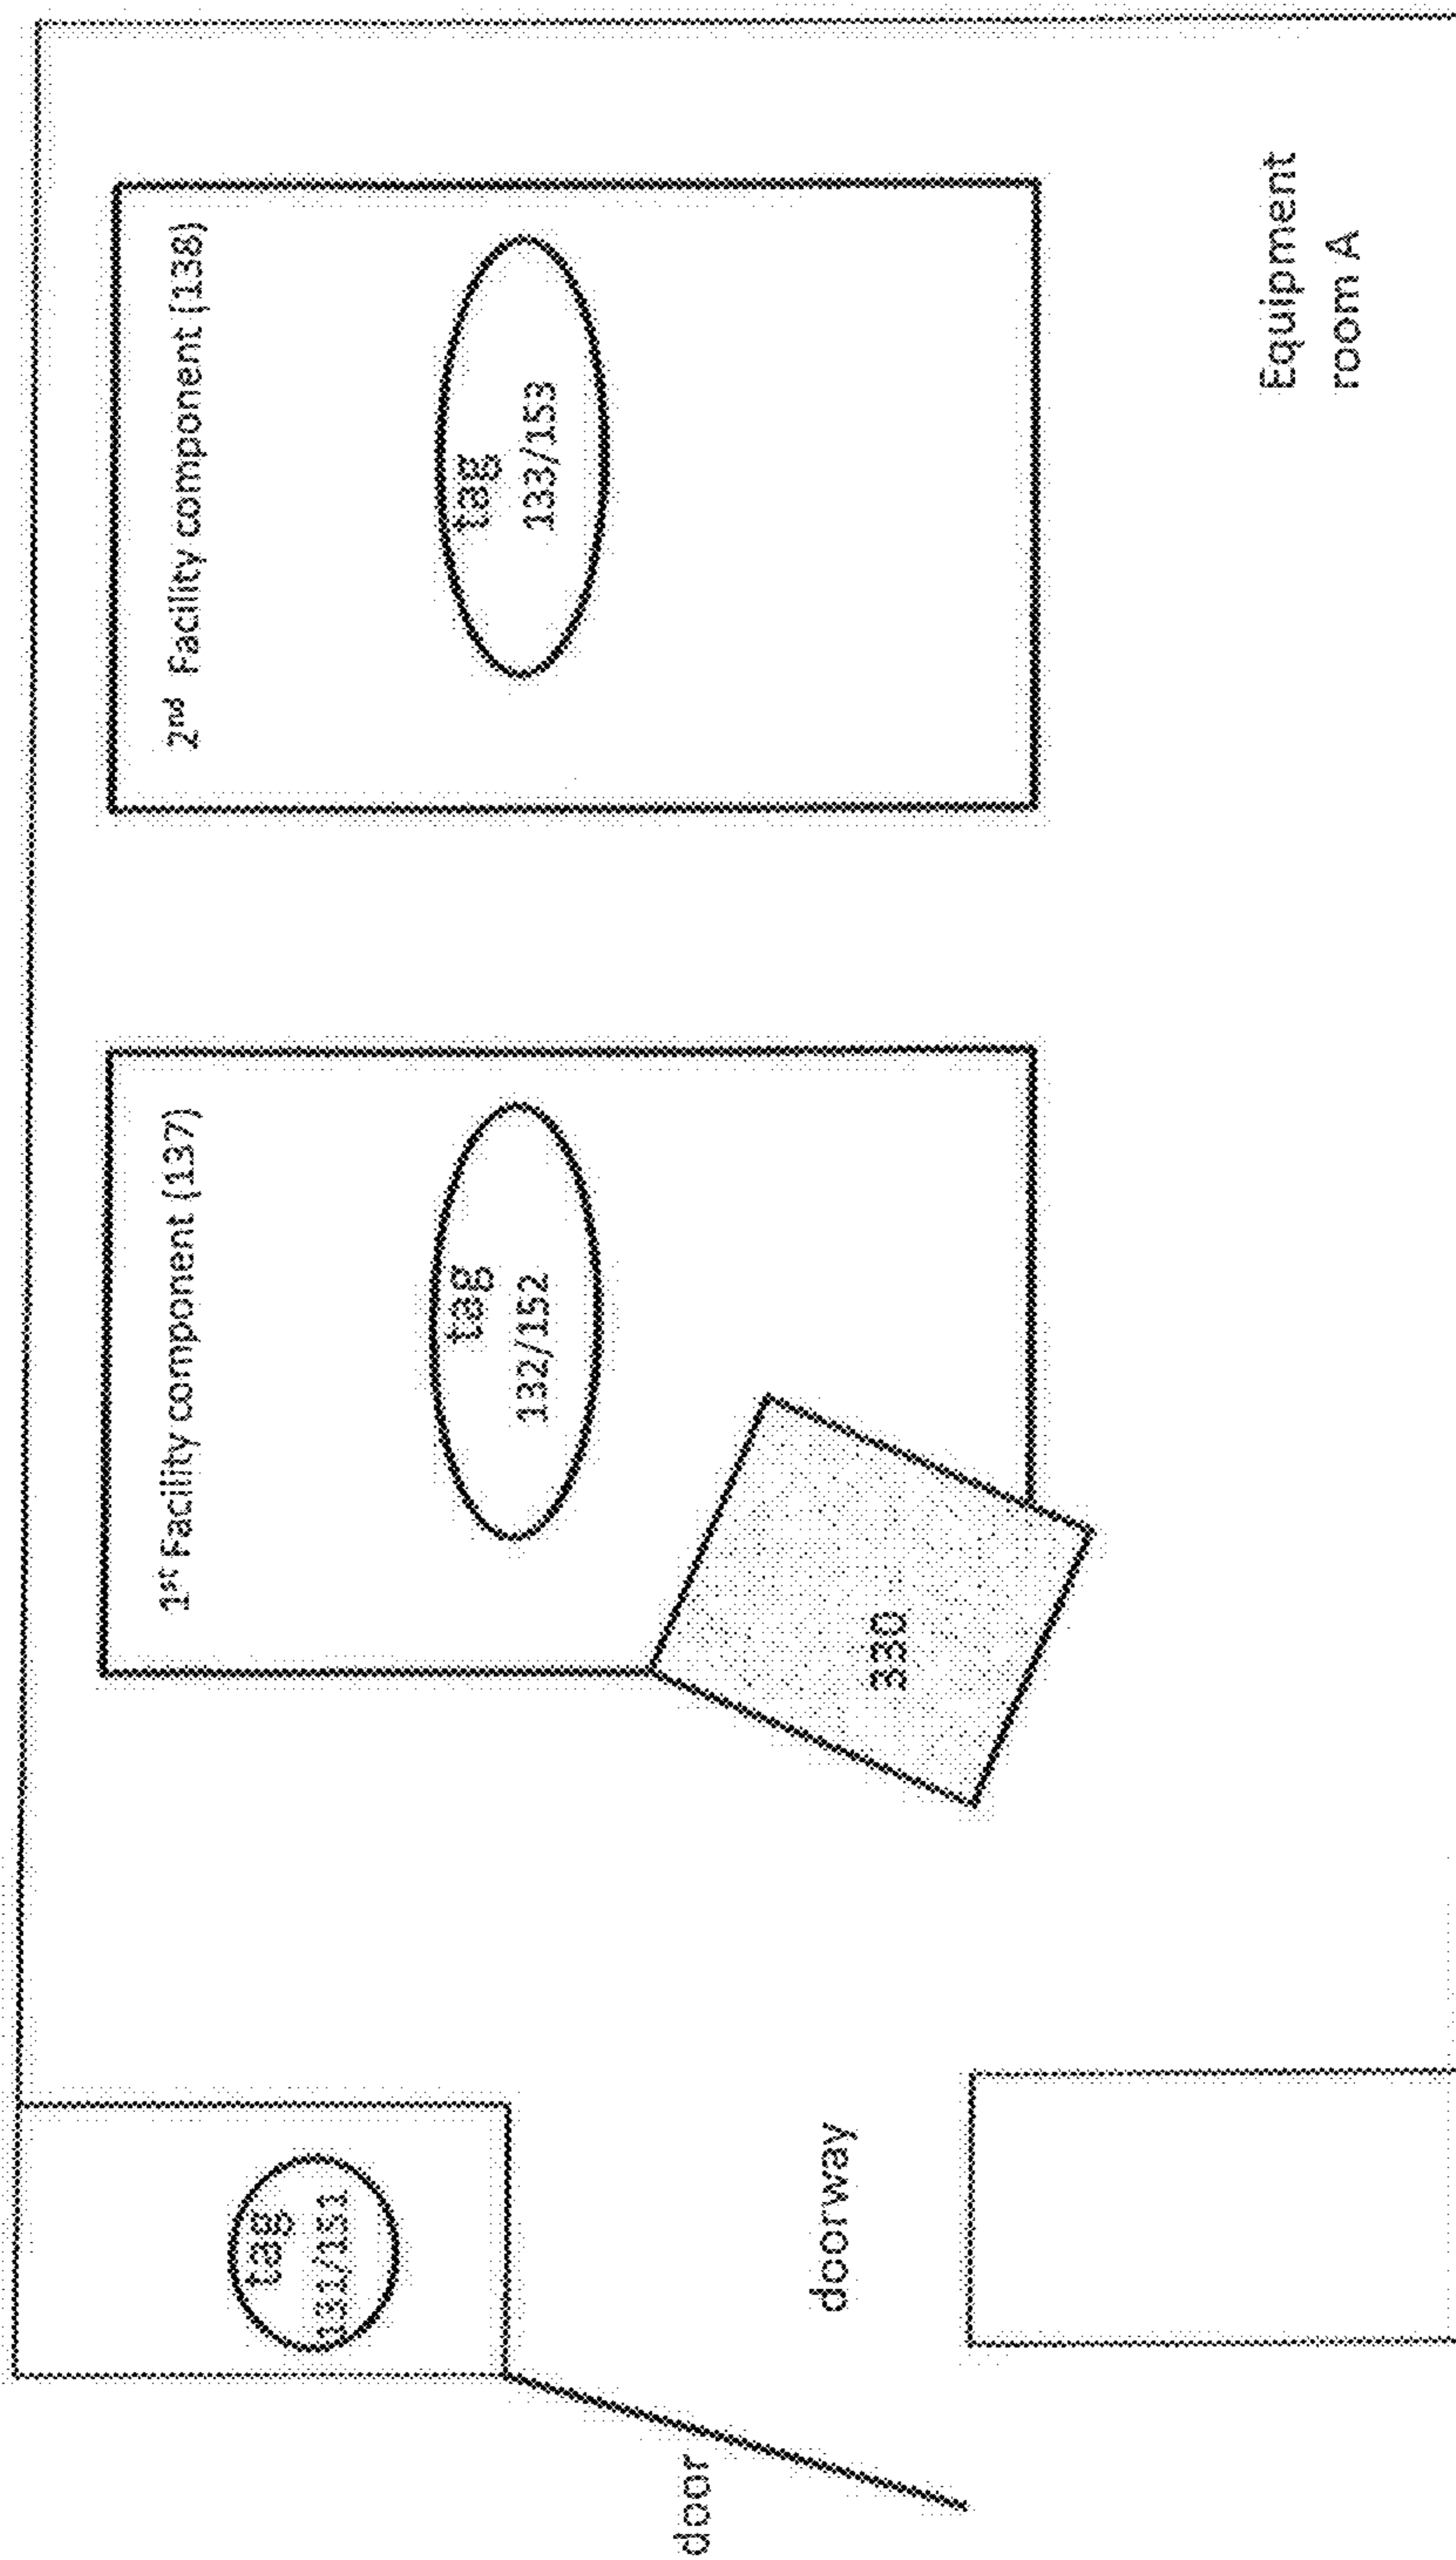 tag
131/151
door
doorway
1st Facility component (137)
tag
132/152
330
2nd Facility component (138)
tag
133/153
Equipment
room A